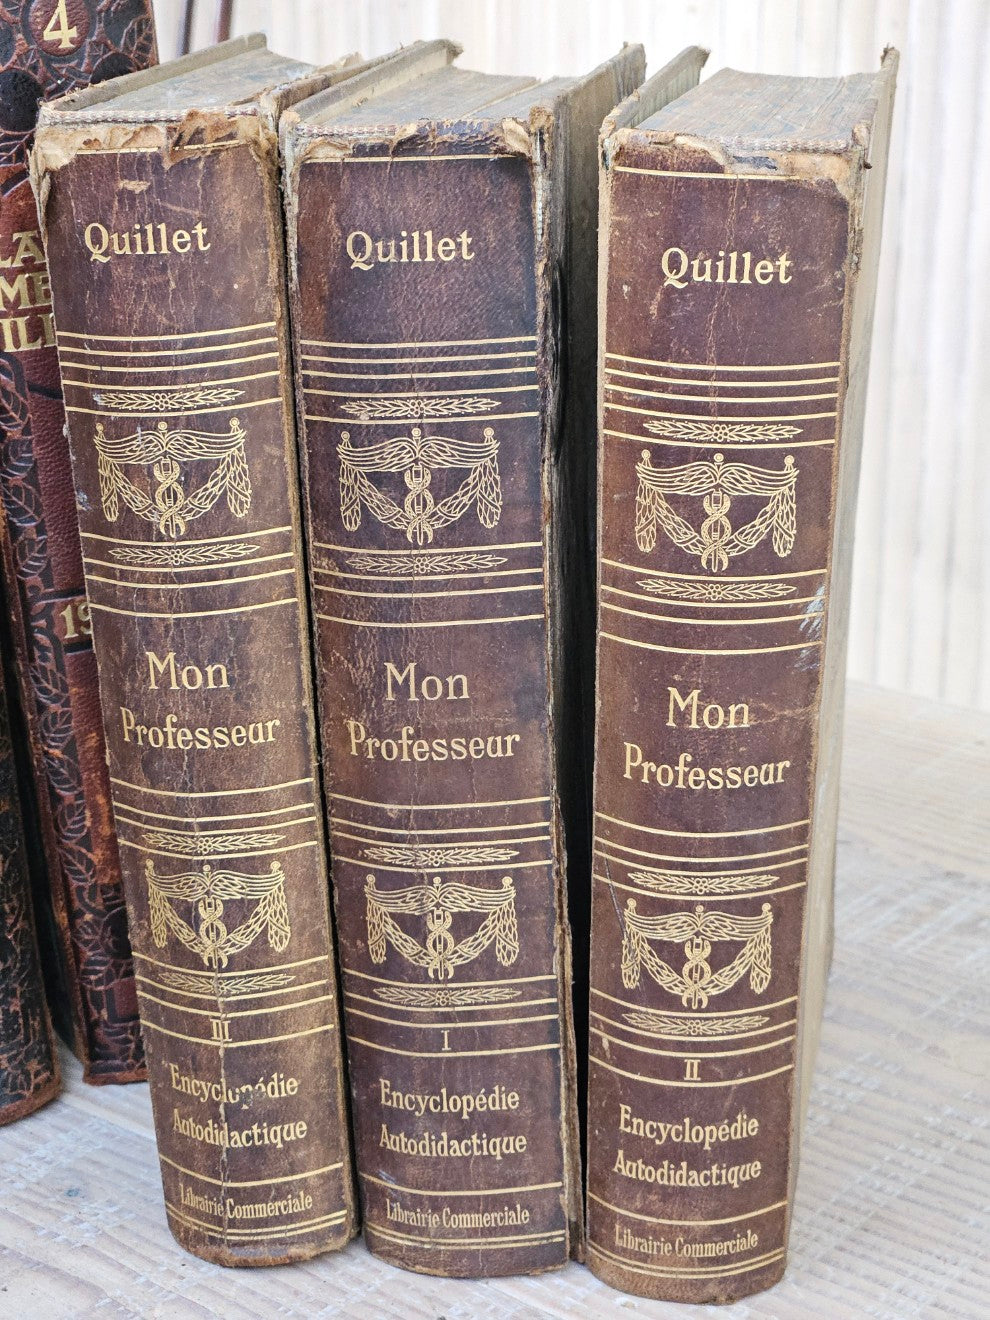 4
19
Quillet
Mon
Professeur
III
Encyclopédie
Autodidactique
Librairie Commerciale
Quillet
Mon
Professeur
I
Encyclopédie
Autodidactique
Librairie Commerciale
Quillet
Mon
Professeur
II
Encyclopédie
Autodidactique
Librairie Commerciale